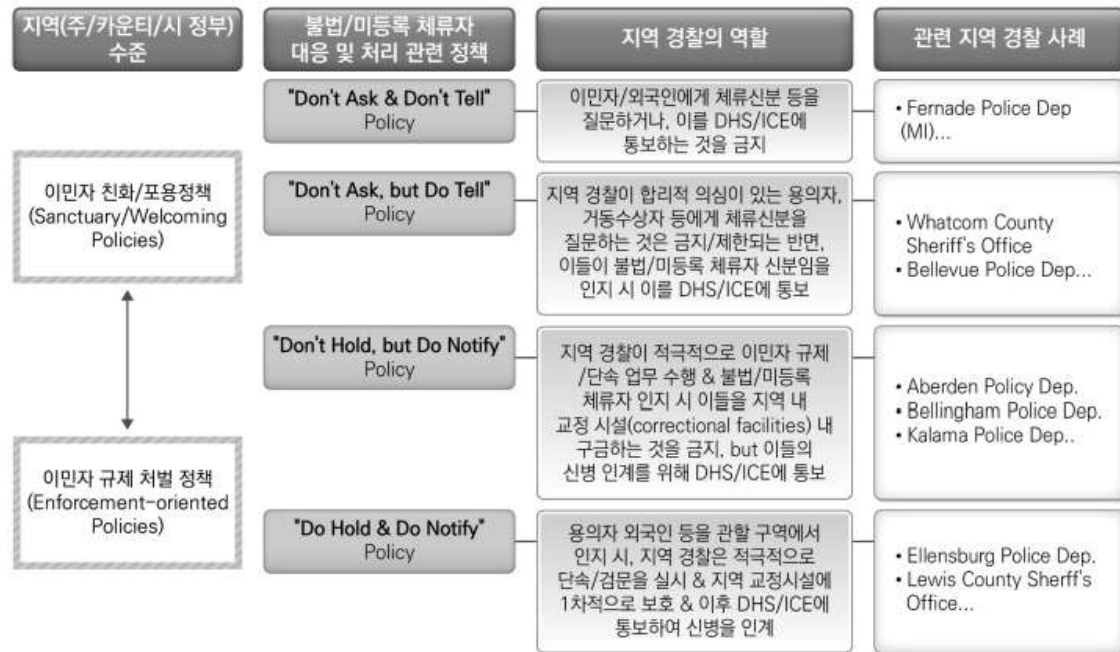 지역(주/카운티/시 정부)
수준
불법/미등록 체류자
대응 및 처리 관련 정책
지역 경찰의 역할
관련 지역 경찰 사례
이민자 친화/포용정책
(Sanctuary/Welcoming
Policies)
이민자 규제 처벌 정책
(Enforcement-oriented
Policies)
"Don't Ask & Don't Tell"
Policy
이민자/외국인에게 체류신분 등을
질문하거나, 이를 DHS/ICE에
통보하는 것을 금지
• Fernade Police Dep
(MI)...
"Don't Ask, but Do Tell"
Policy
지역 경찰이 합리적 의심이 있는 용의자,
거동수상자 등에게 체류신분을
질문하는 것은 금지/제한되는 반면,
이들이 불법/미등록 체류자 신분임을
인지 시 이를 DHS/ICE에 통보
• Whatcom County
Sheriff's Office
• Bellevue Police Dep...
"Don't Hold, but Do Notify"
Policy
지역 경찰이 적극적으로 이민자 규제
/단속 업무 수행 & 불법/미등록
체류자 인지 시 이들을 지역 내
교정 시설(correctional facilities) 내
구금하는 것을 금지, but 이들의
신병 인계를 위해 DHS/ICE에 통보
• Aberden Policy Dep.
• Bellingham Police Dep.
• Kalama Police Dep..
"Do Hold & Do Notify"
Policy
용의자 외국인 등을 관할 구역에서
인지 시, 지역 경찰은 적극적으로
단속/검문을 실시 & 지역 교정시설에
1차적으로 보호 & 이후 DHS/ICE에
통보하여 신병을 인계
• Ellensburg Police Dep.
• Lewis County Sherff's
Office...